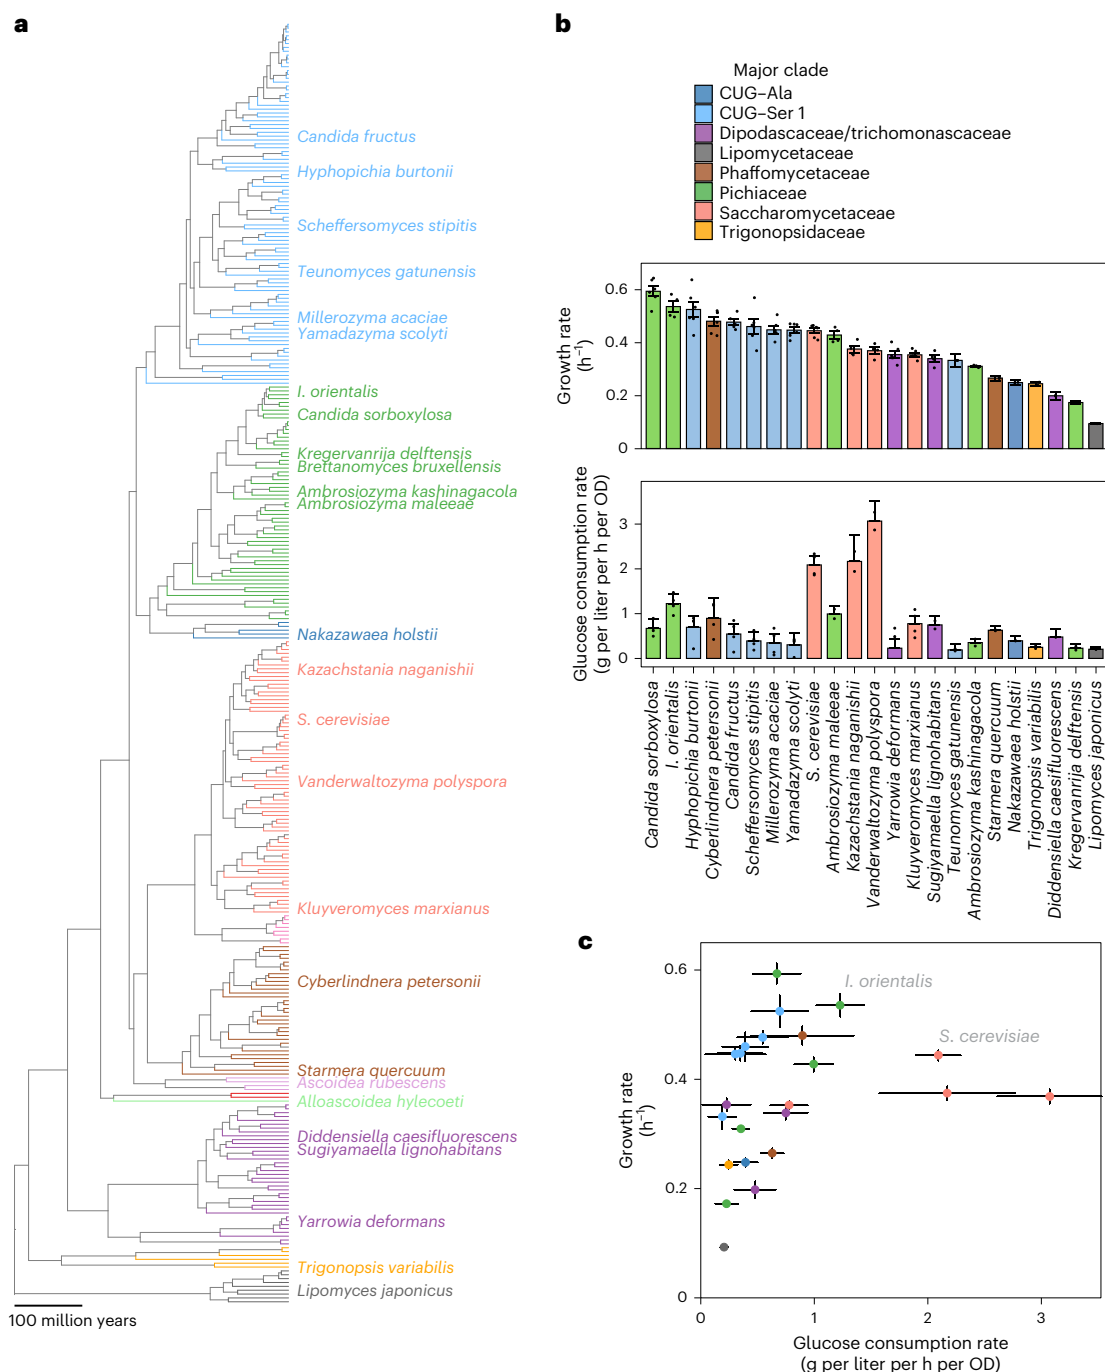 a
Candida fructus
Hyphopichia burtonii
Scheffersomyces stipitis
Teunomyces gatunensis
Millerozyma acaciae
Yamadazyma scolyti
I. orientalis
Candida sorboxylosa
Kregervanrija delftensis
Brettanomyces bruxellensis
Ambrosiozyma kashinagacola
Ambrosiozyma maleeae
Nakazawaea holstii
Kazachstania naganishii
S. cerevisiae
Vanderwaltozyma polyspora
Kluyveromyces marxianus
Cyberlindnera petersonii
Starmera quercuum
Ascoidea rubescens
Alloascoidea hylecoeti
Diddensiella caesifluorescens
Sugiyamaella lignohabitans
Yarrowia deformans
Trigonopsis variabilis
Lipomyces japonicus
100 million years
b
Major clade
CUG–Ala
CUG–Ser 1
Dipodascaceae/trichomonascaceae
Lipomycetaceae
Phaffomycetaceae
Pichiaceae
Saccharomycetaceae
Trigonopsidaceae
Growth rate
(h⁻¹)
0.6
0.4
0.2
0
Glucose consumption rate
(g per liter per h per OD)
3
2
1
0
Candida sorboxylosa
I. orientalis
Hyphopichia burtonii
Cyberlindnera petersonii
Candida fructus
Scheffersomyces stipitis
Millerozyma acaciae
Yamadazyma scolyti
S. cerevisiae
Ambrosiozyma maleeae
Kazachstania naganishii
Vanderwaltozyma polyspora
Yarrowia deformans
Kluyveromyces marxianus
Sugiyamaella lignohabitans
Teunomyces gatunensis
Ambrosiozyma kashinagacola
Starmera quercuum
Nakazawaea holstii
Trigonopsis variabilis
Diddensiella caesifluorescens
Kregervanrija delftensis
Lipomyces japonicus
c
Growth rate
(h⁻¹)
0.6
0.4
0.2
0
I. orientalis
S. cerevisiae
0
1
2
3
Glucose consumption rate
(g per liter per h per OD)